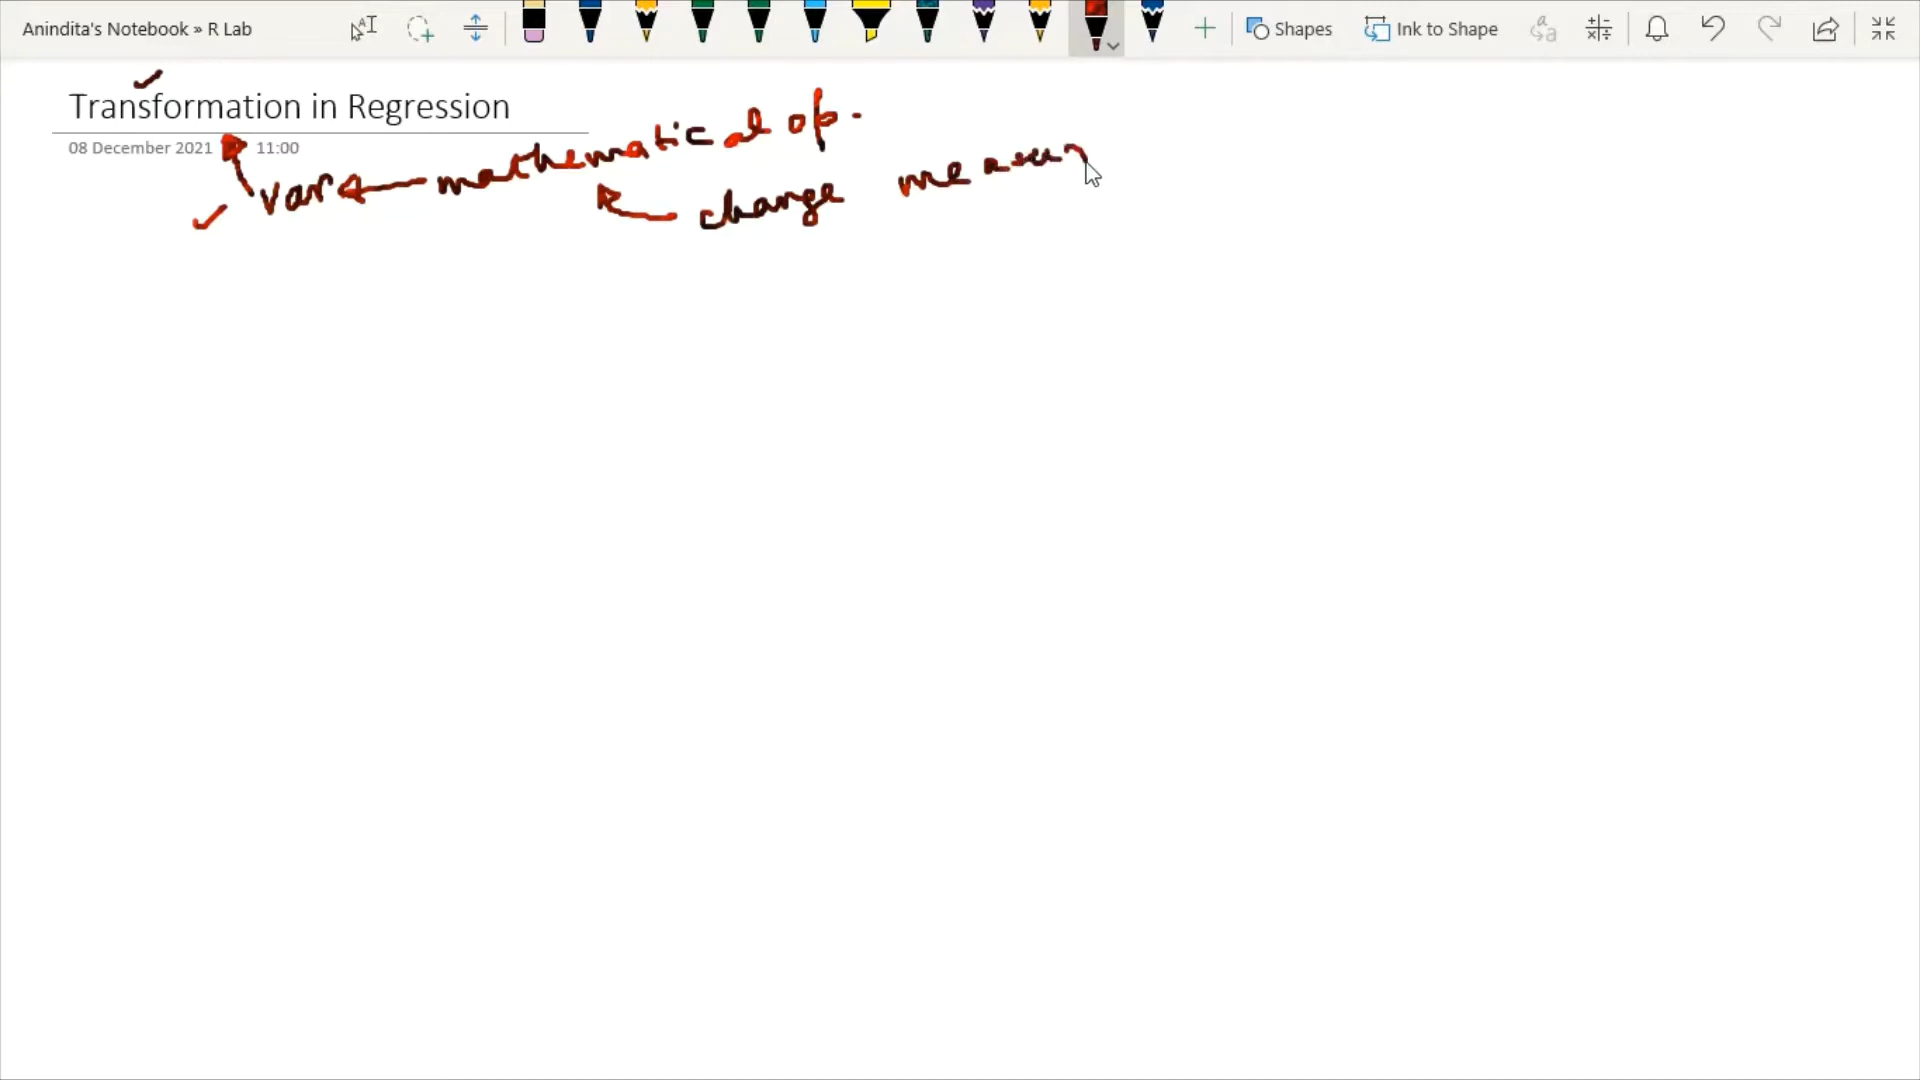 Anindita's Notebook » R Lab
Shapes
Ink to Shape
Transformation in Regression
08 December 2021 11:00
mathematical op.
var
change measur